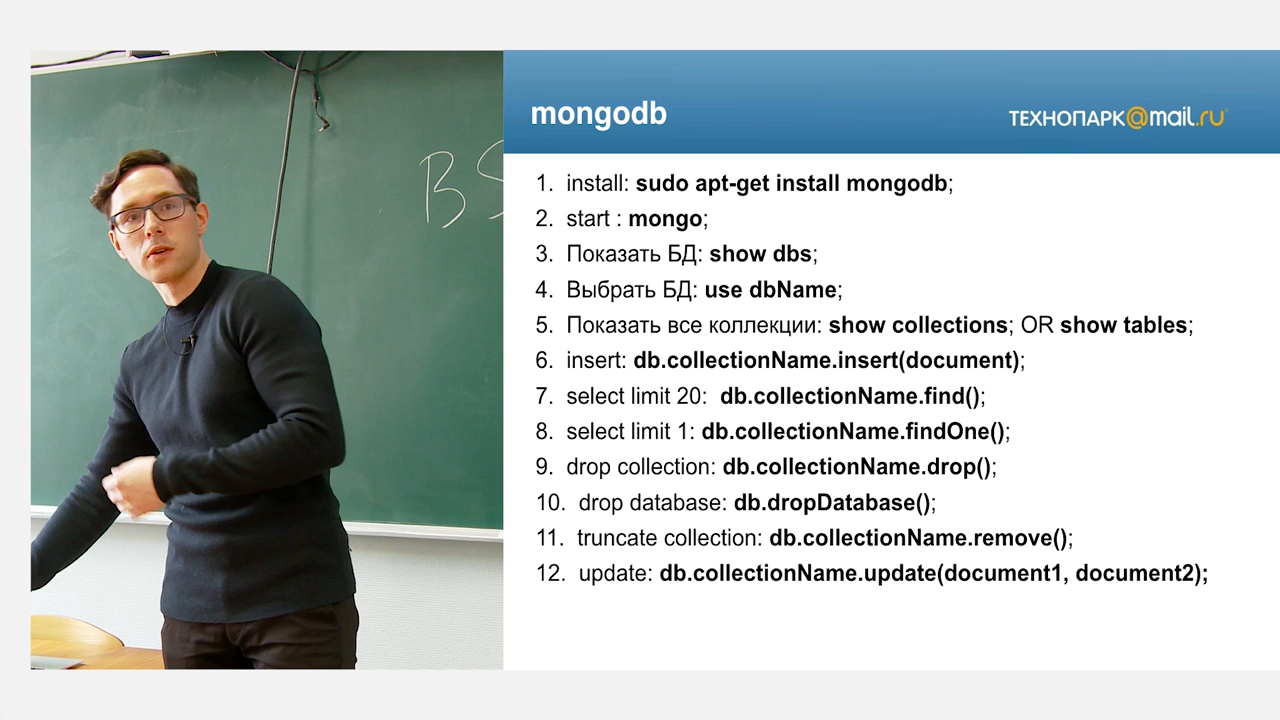 BS
mongodb
ТЕХНОПАРК@mail.ru
1. install: sudo apt-get install mongodb;
2. start : mongo;
3. Показать БД: show dbs;
4. Выбрать БД: use dbName;
5. Показать все коллекции: show collections; OR show tables;
6. insert: db.collectionName.insert(document);
7. select limit 20: db.collectionName.find();
8. select limit 1: db.collectionName.findOne();
9. drop collection: db.collectionName.drop();
10. drop database: db.dropDatabase();
11. truncate collection: db.collectionName.remove();
12. update: db.collectionName.update(document1, document2);